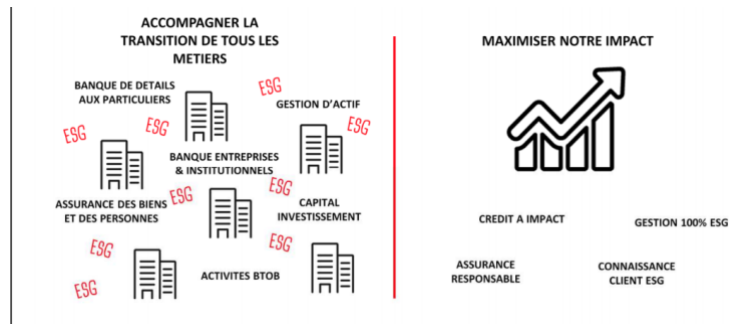 ACCOMPAGNER LA
TRANSITION DE TOUS LES
METIERS
BANQUE DE DETAILS
AUX PARTICULIERS
ESG
GESTION D'ACTIF
ESG
ESG
ESG
BANQUE ENTREPRISES
& INSTITUTIONNELS
ESG
ESG
ASSURANCE DES BIENS
ET DES PERSONNES
CAPITAL
INVESTISSEMENT
ESG
ESG
ACTIVITES BTOB
ESG
MAXIMISER NOTRE IMPACT
CREDIT A IMPACT
GESTION 100% ESG
ASSURANCE
RESPONSABLE
CONNAISSANCE
CLIENT ESG